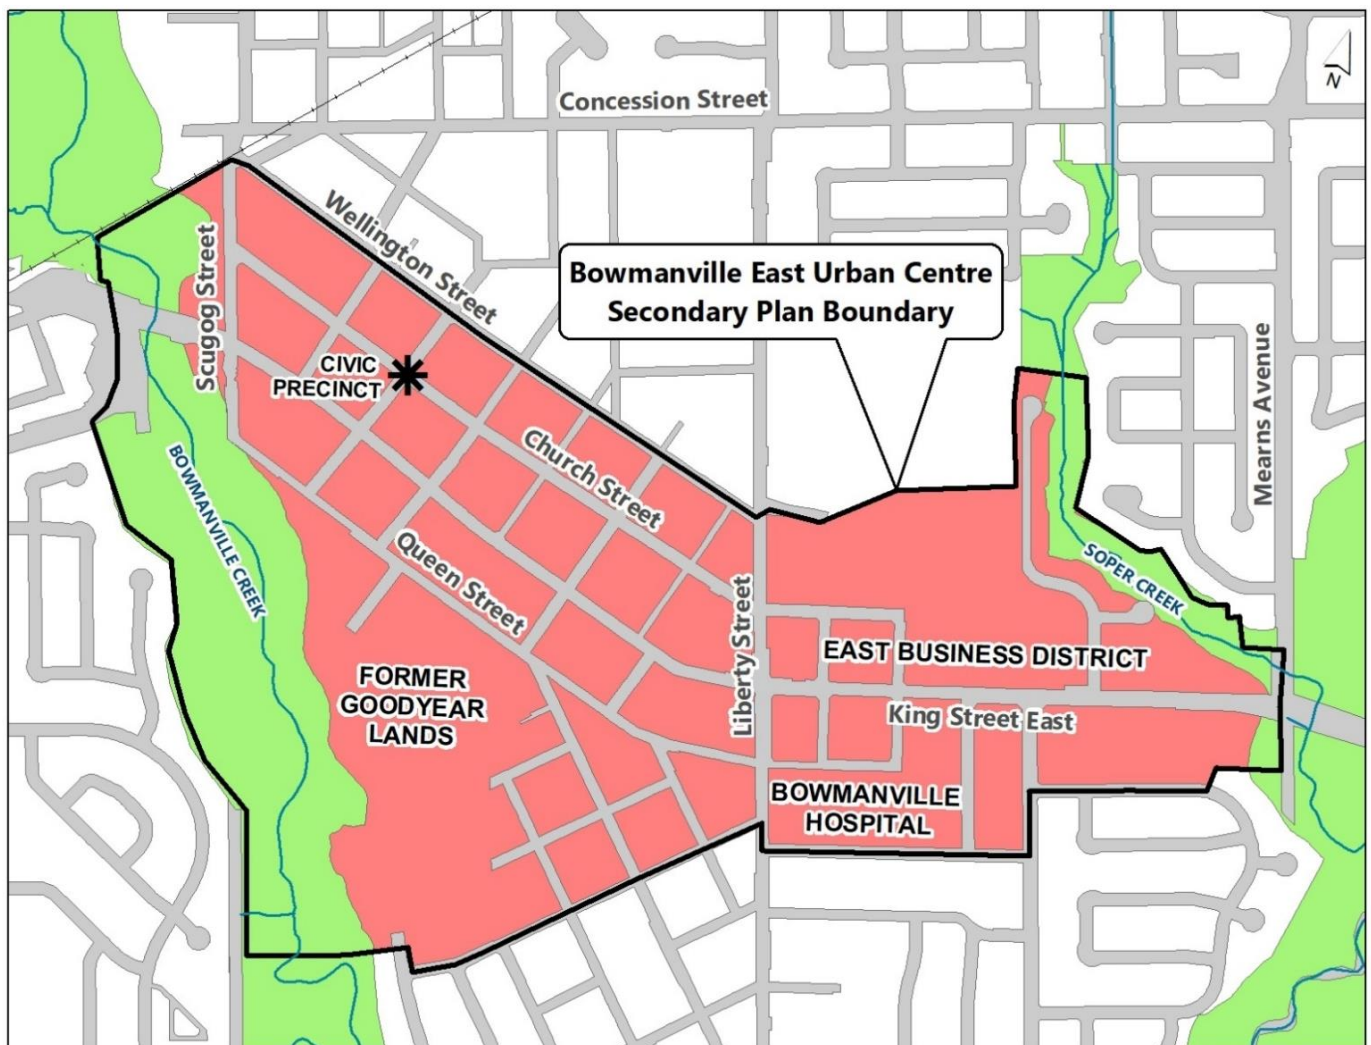 Concession Street
N
Wellington Street
Scugog Street
Bowmanville East Urban Centre
Secondary Plan Boundary
CIVIC
PRECINCT
Mearns Avenue
Church Street
BOWMANVILLE CREEK
Queen Street
SOPER CREEK
Liberty Street
EAST BUSINESS DISTRICT
FORMER
GOODYEAR
LANDS
King Street East
BOWMANVILLE
HOSPITAL